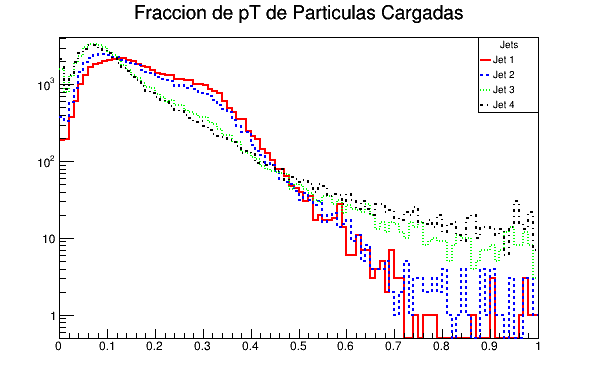 Fraccion de pT de Particulas Cargadas
Jets
Jet 1
Jet 2
Jet 3
Jet 4
10³
10²
10
1
0 0.1 0.2 0.3 0.4 0.5 0.6 0.7 0.8 0.9 1